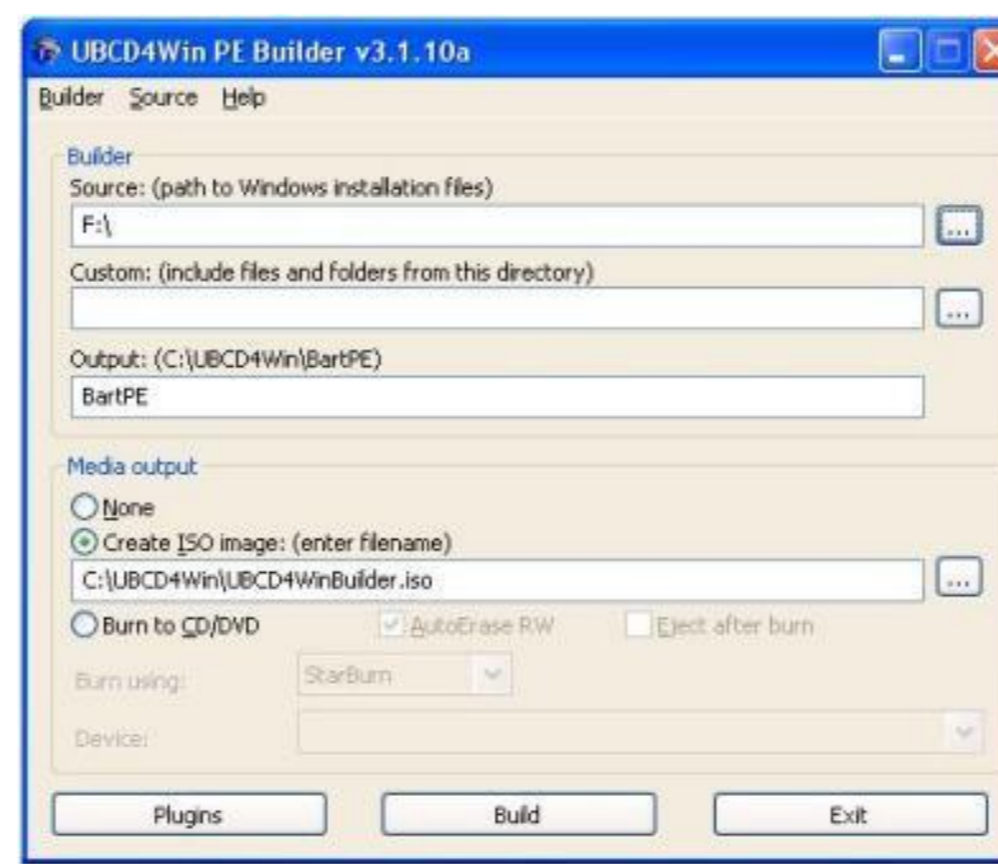 UBCD4Win PE Builder v3.1.10a
Builder Source Help
Builder
Source: (path to Windows installation files)
F:\
...
Custom: (include files and folders from this directory)
...
Output: (C:\UBCD4Win\BartPE)
BartPE
Media output
None
Create ISO image: (enter filename)
C:\UBCD4Win\UBCD4WinBuilder.iso
...
Burn to CD/DVD AutoErase RW Eject after burn
Burn using: StarBurn
Device:
Plugins Build Exit